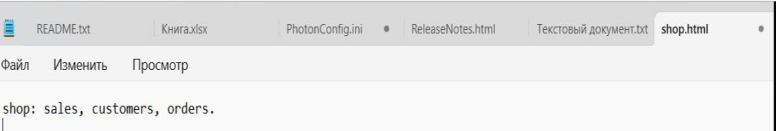 README.txt Книга.xlsx PhotonConfig.ini ReleaseNotes.html Текстовый документ.txt shop.html
Файл Изменить Просмотр
shop: sales, customers, orders.